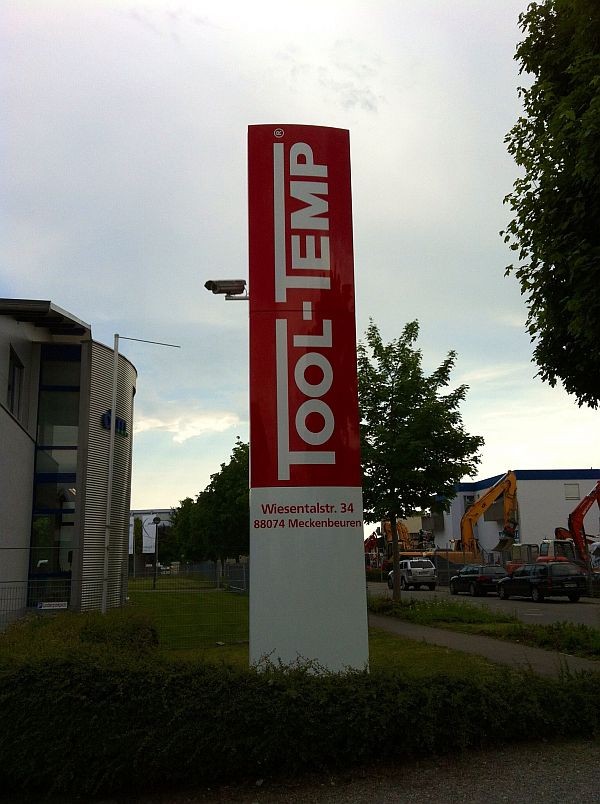 TOOL-TEMP®
Wiesentalstr. 34
88074 Meckenbeuren